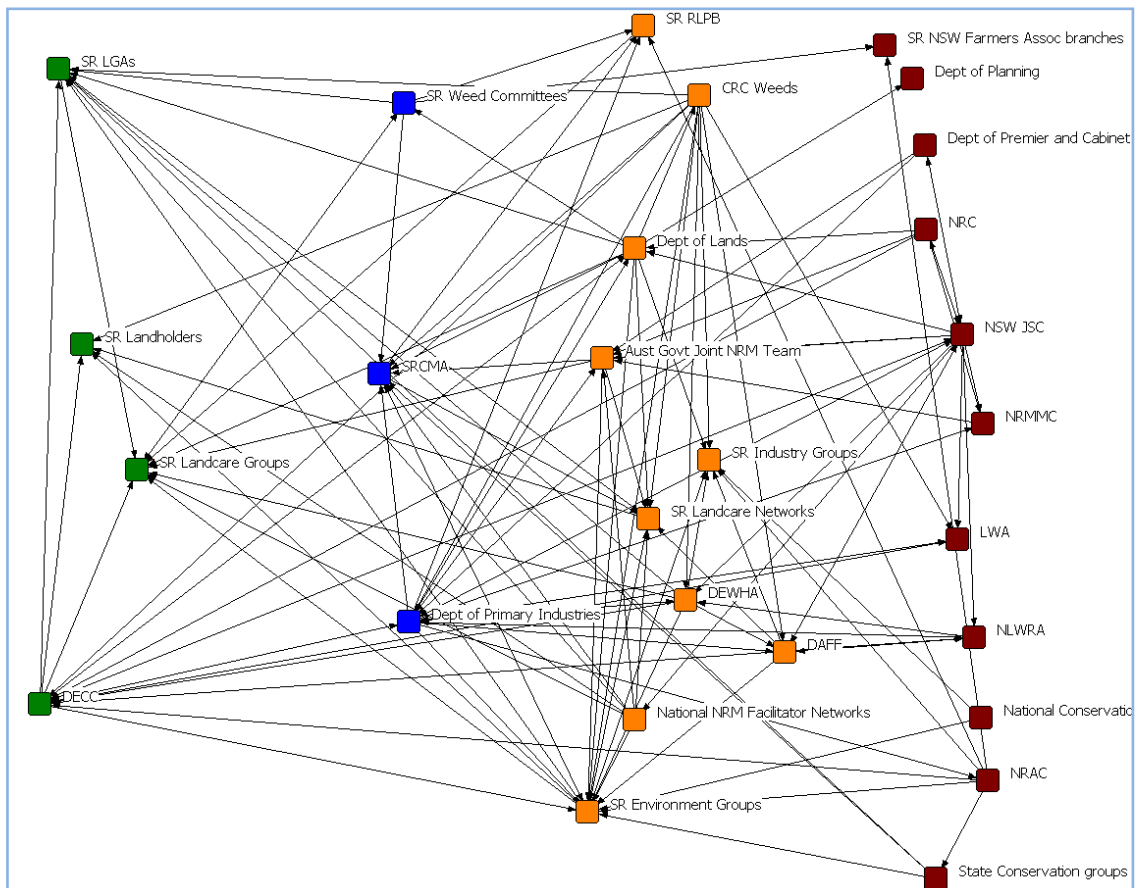 SR RLPB
SR NSW Farmers Assoc branches
SR LGAs
Dept of Planning
CRC Weeds
SR Weed Committees
Dept of Premier and Cabinet
NRC
Dept of Lands
NSW JSC
SR Landholders
Aust Govt Joint NRM Team
SRCMA
NRMMC
SR Industry Groups
SR Landcare Groups
SR Landcare Networks
LWA
DEWHA
Dept of Primary Industries
NLWRA
DAFF
DECC
National NRM Facilitator Networks
National Conservatio
NRAC
SR Environment Groups
State Conservation groups